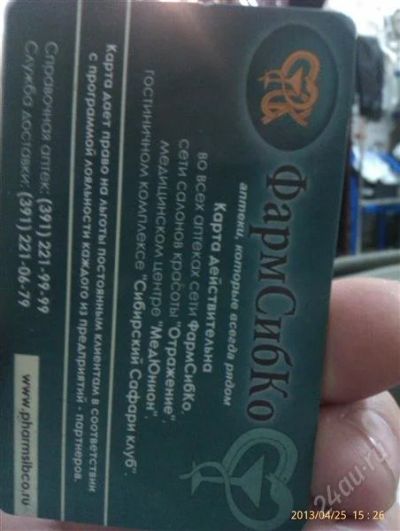 ФармСибКо
аптеки, которые всегда рядом
Карта действительна
во всех аптеках сети ФармСибКо,
сети салонов красоты "Отражение",
медицинском центре "МедЮнион",
гостиничном комплексе "Сибирский Сафари клуб".
Карта дает право на льготы постоянным клиентам в соответствии
с программой лояльности каждого из предприятий - партнеров.
Справочная аптек: (391) 221-99-99
Служба доставки: (391) 221-06-79
www.pharmsibco.ru
2013/04/25 15:26
24au.ru